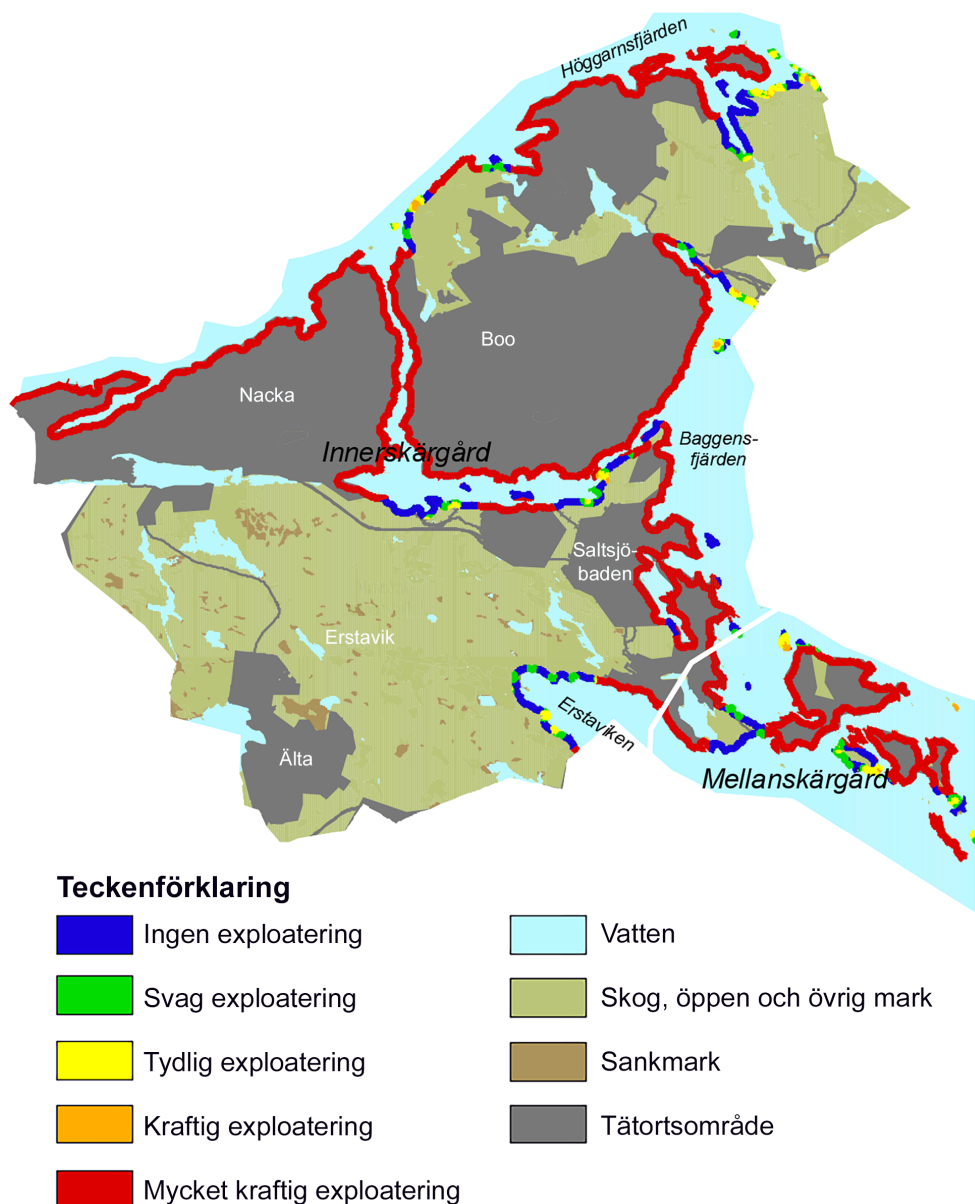 Höggarnsfjärden
Boo
Nacka
Innerskärgård
Baggens-
fjärden
Saltsjö-
baden
Erstavik
Erstaviken
Älta
Mellanskärgård
Teckenförklaring
Ingen exploatering
Svag exploatering
Tydlig exploatering
Kraftig exploatering
Mycket kraftig exploatering
Vatten
Skog, öppen och övrig mark
Sankmark
Tätortsområde